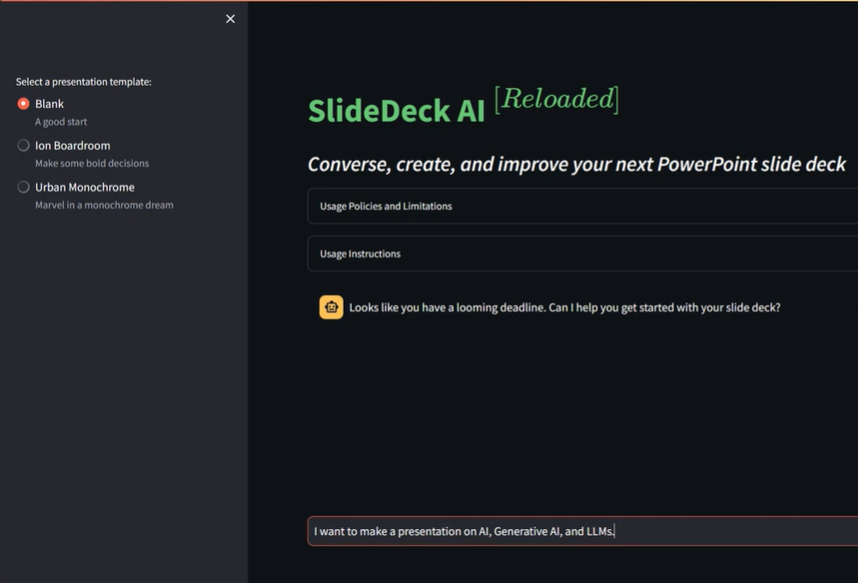 Select a presentation template:
Blank
A good start
Ion Boardroom
Make some bold decisions
Urban Monochrome
Marvel in a monochrome dream
SlideDeck AI [Reloaded]
Converse, create, and improve your next PowerPoint slide deck
Usage Policies and Limitations
Usage Instructions
Looks like you have a looming deadline. Can I help you get started with your slide deck?
I want to make a presentation on AI, Generative AI, and LLMs.